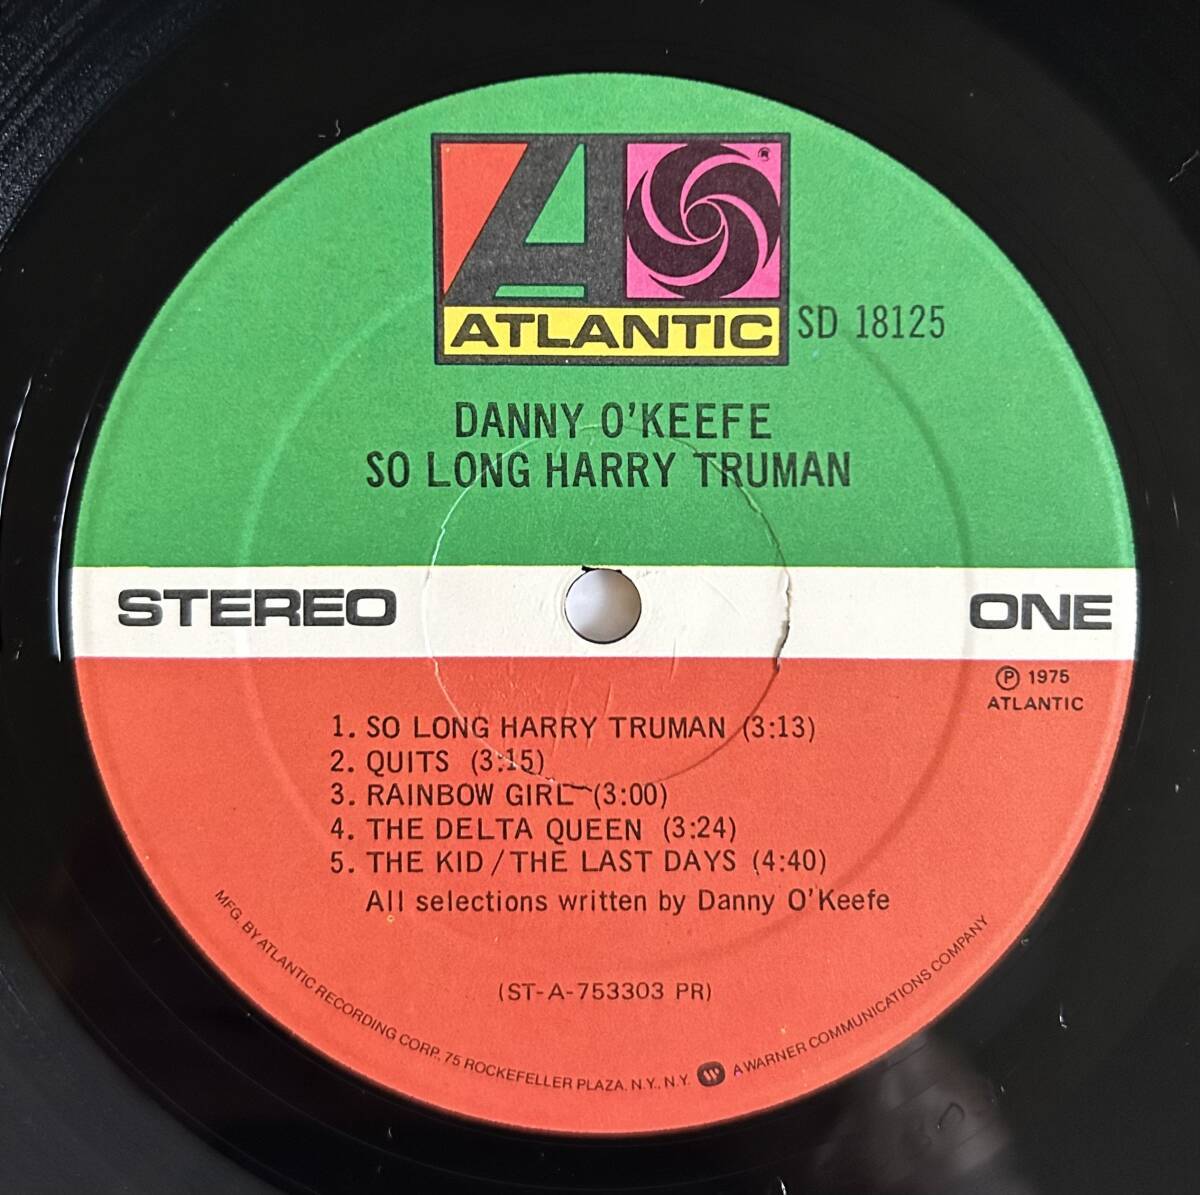 ATLANTIC ®
SD 18125
DANNY O'KEEFE
SO LONG HARRY TRUMAN
STEREO
ONE
℗ 1975
ATLANTIC
1. SO LONG HARRY TRUMAN (3:13)
2. QUITS (3:15)
3. RAINBOW GIRL (3:00)
4. THE DELTA QUEEN (3:24)
5. THE KID / THE LAST DAYS (4:40)
All selections written by Danny O'Keefe
(ST-A-753303 PR)
MFG. BY ATLANTIC RECORDING CORP. 75 ROCKEFELLER PLAZA, N.Y., N.Y. A WARNER COMMUNICATIONS COMPANY